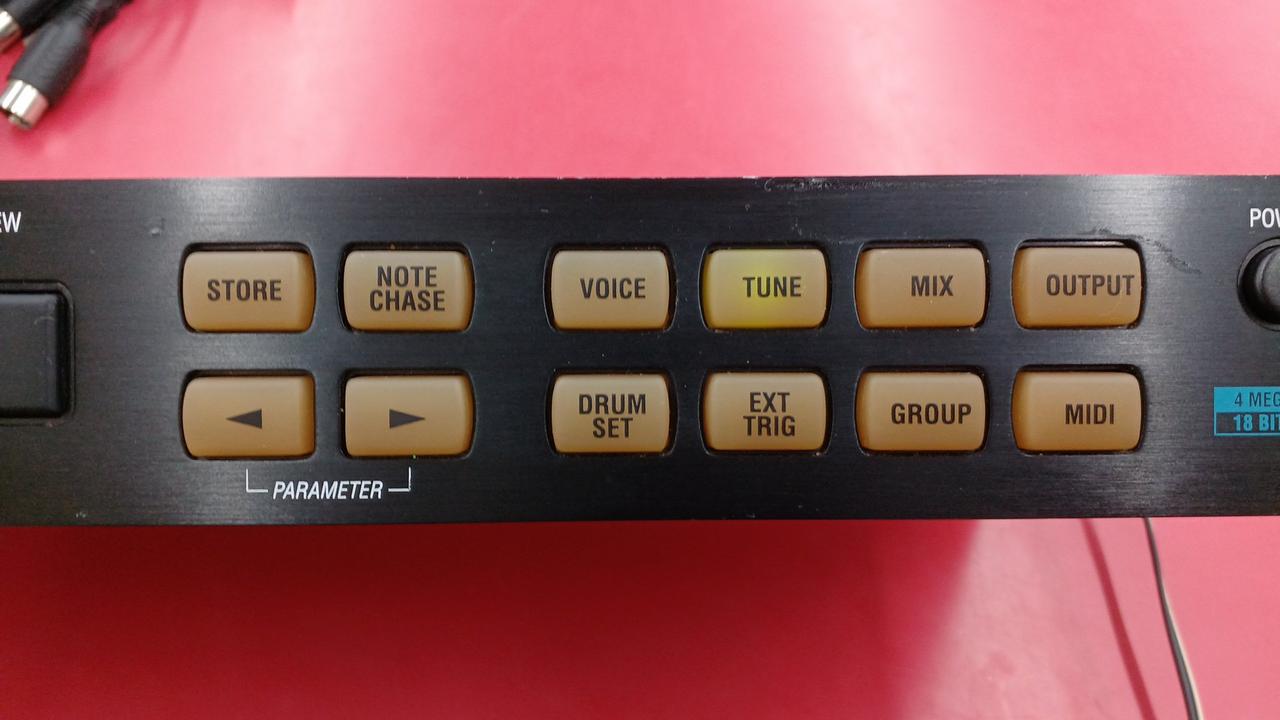 EW
POW
STORE
NOTE
CHASE
VOICE
TUNE
MIX
OUTPUT
DRUM
SET
EXT
TRIG
GROUP
MIDI
4 MEG
18 BIT
PARAMETER